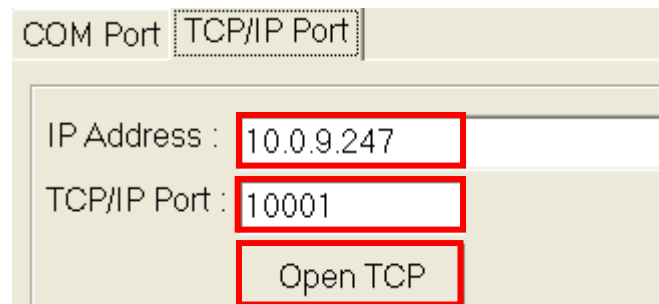 COM Port TCP/IP Port
IP Address : 10.0.9.247
TCP/IP Port : 10001
Open TCP